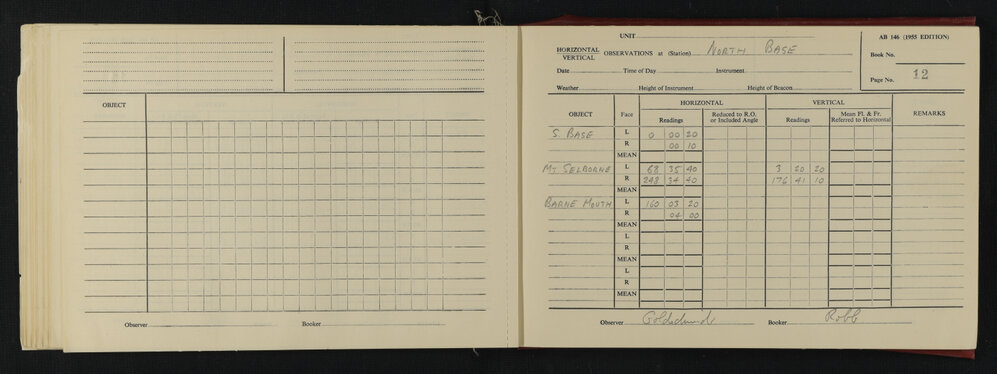 OBJECT
Observer Booker
UNIT
HORIZONTAL
VERTICAL OBSERVATIONS at (Station) NORTH BASE
Date Time of Day Instrument
Weather Height of Instrument Height of Beacon
AB 146 (1955 EDITION)
Book No.
Page No. 12
OBJECT Face HORIZONTAL VERTICAL REMARKS
Readings Reduced to R.O. or Included Angle Readings Mean Pl. & Fr. Referred to Horizontal
S. BASE L 0 00 20
R 00 10
MEAN
MT SELBORNE L 68 35 40 3 20 20
R 248 34 40 176 41 10
MEAN
BARNE MOUTH L 160 03 20
R 04 00
MEAN
L
R
MEAN
L
R
MEAN
Observer Booker Robb